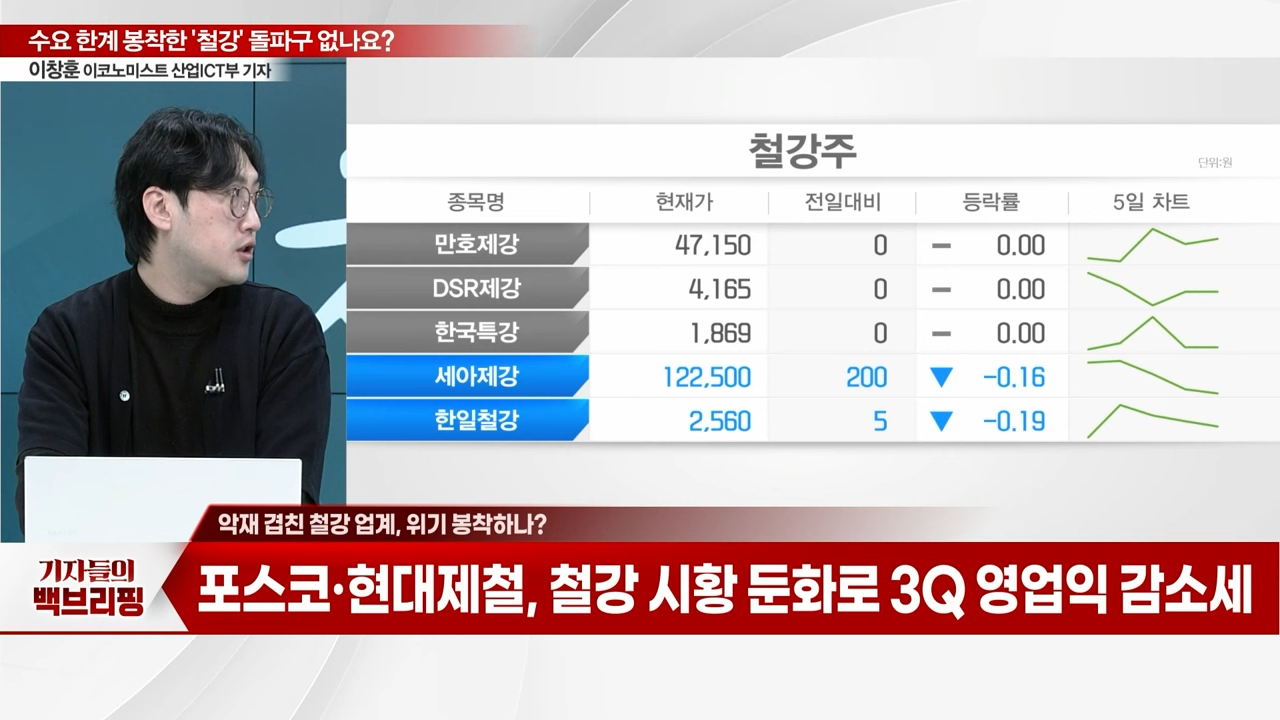 수요 한계 봉착한 '철강' 돌파구 없나요?
이창훈 이코노미스트 산업ICT부 기자
철강주
단위:원
종목명 현재가 전일대비 등락률 5일 차트
만호제강 47,150 0 – 0.00
DSR제강 4,165 0 – 0.00
한국특강 1,869 0 – 0.00
세아제강 122,500 200 ▼ -0.16
한일철강 2,560 5 ▼ -0.19
악재 겹친 철강 업계, 위기 봉착하나?
기자들의
백브리핑
포스코·현대제철, 철강 시황 둔화로 3Q 영업익 감소세